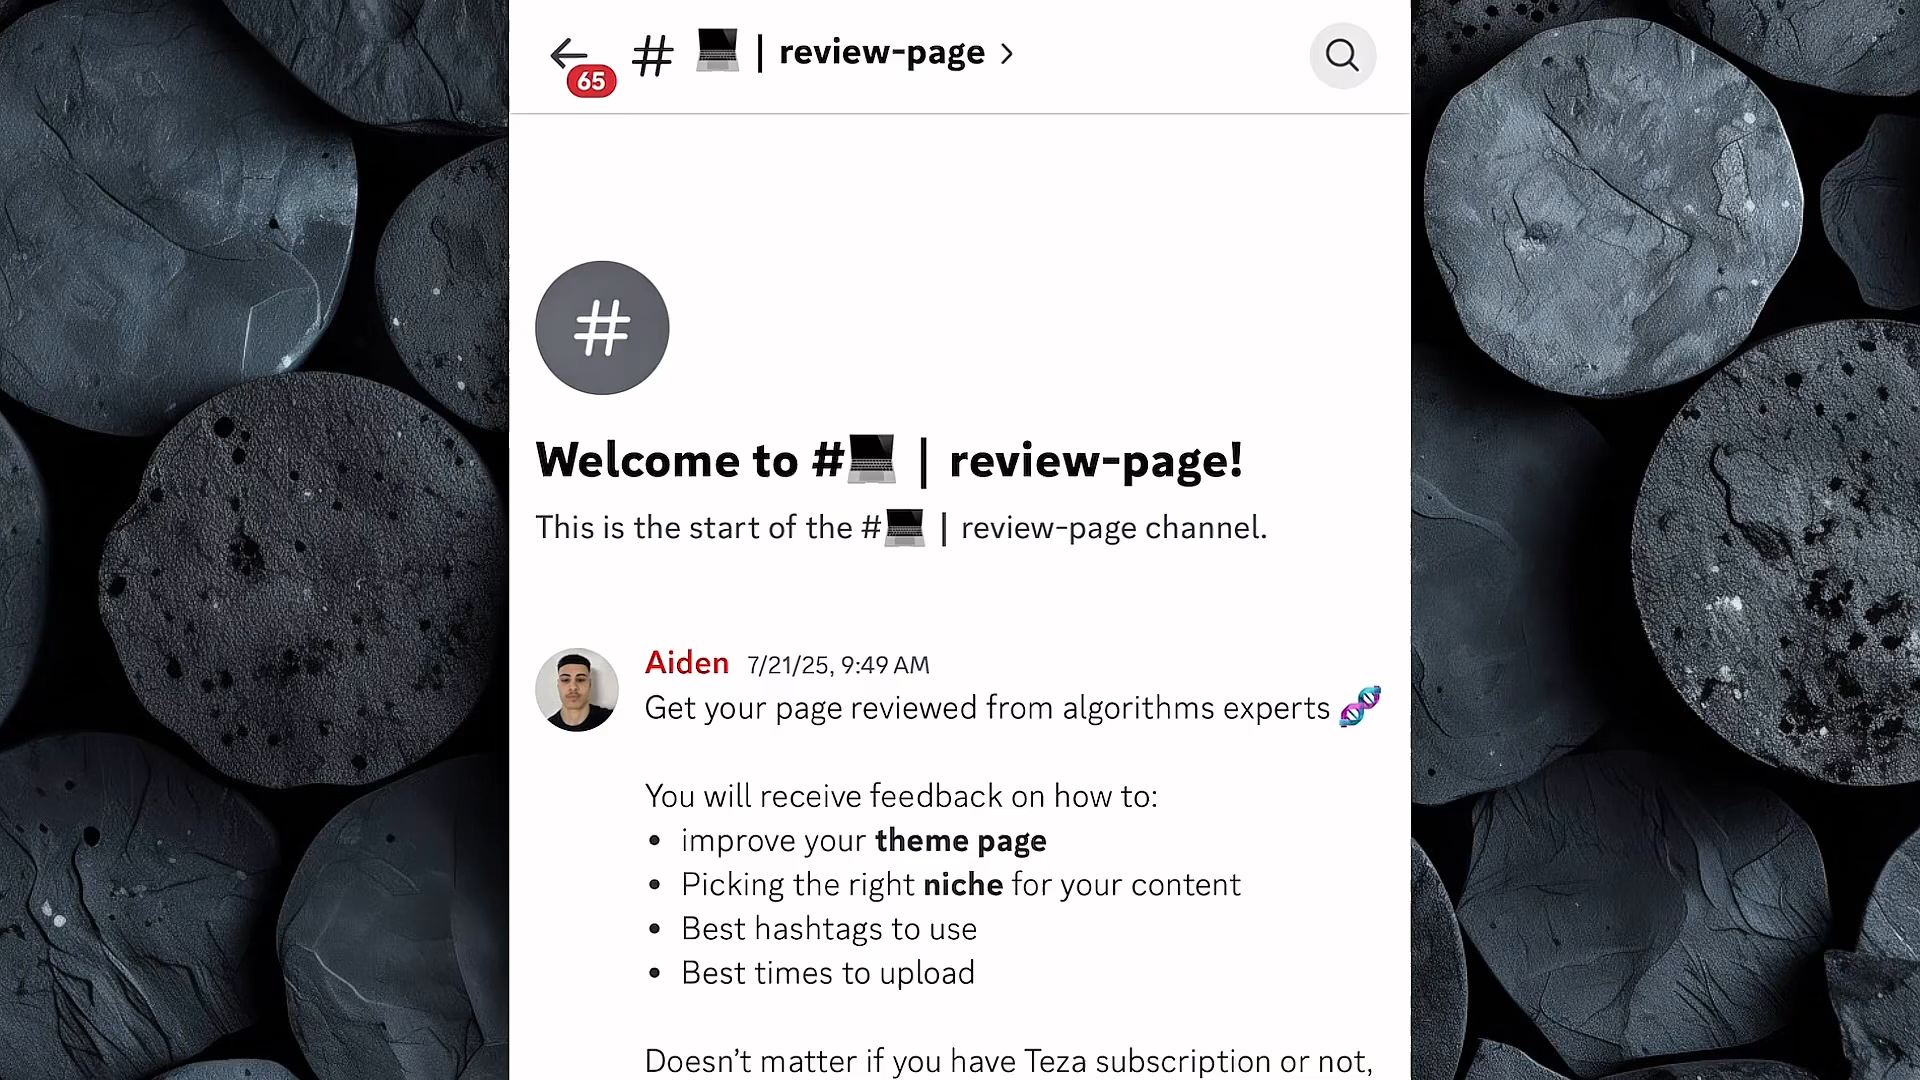 65
# 💻 | review-page >
#
Welcome to #💻 | review-page!
This is the start of the #💻 | review-page channel.
Aiden 7/21/25, 9:49 AM
Get your page reviewed from algorithms experts 🧬
You will receive feedback on how to:
• improve your theme page
• Picking the right niche for your content
• Best hashtags to use
• Best times to upload
Doesn't matter if you have Teza subscription or not,